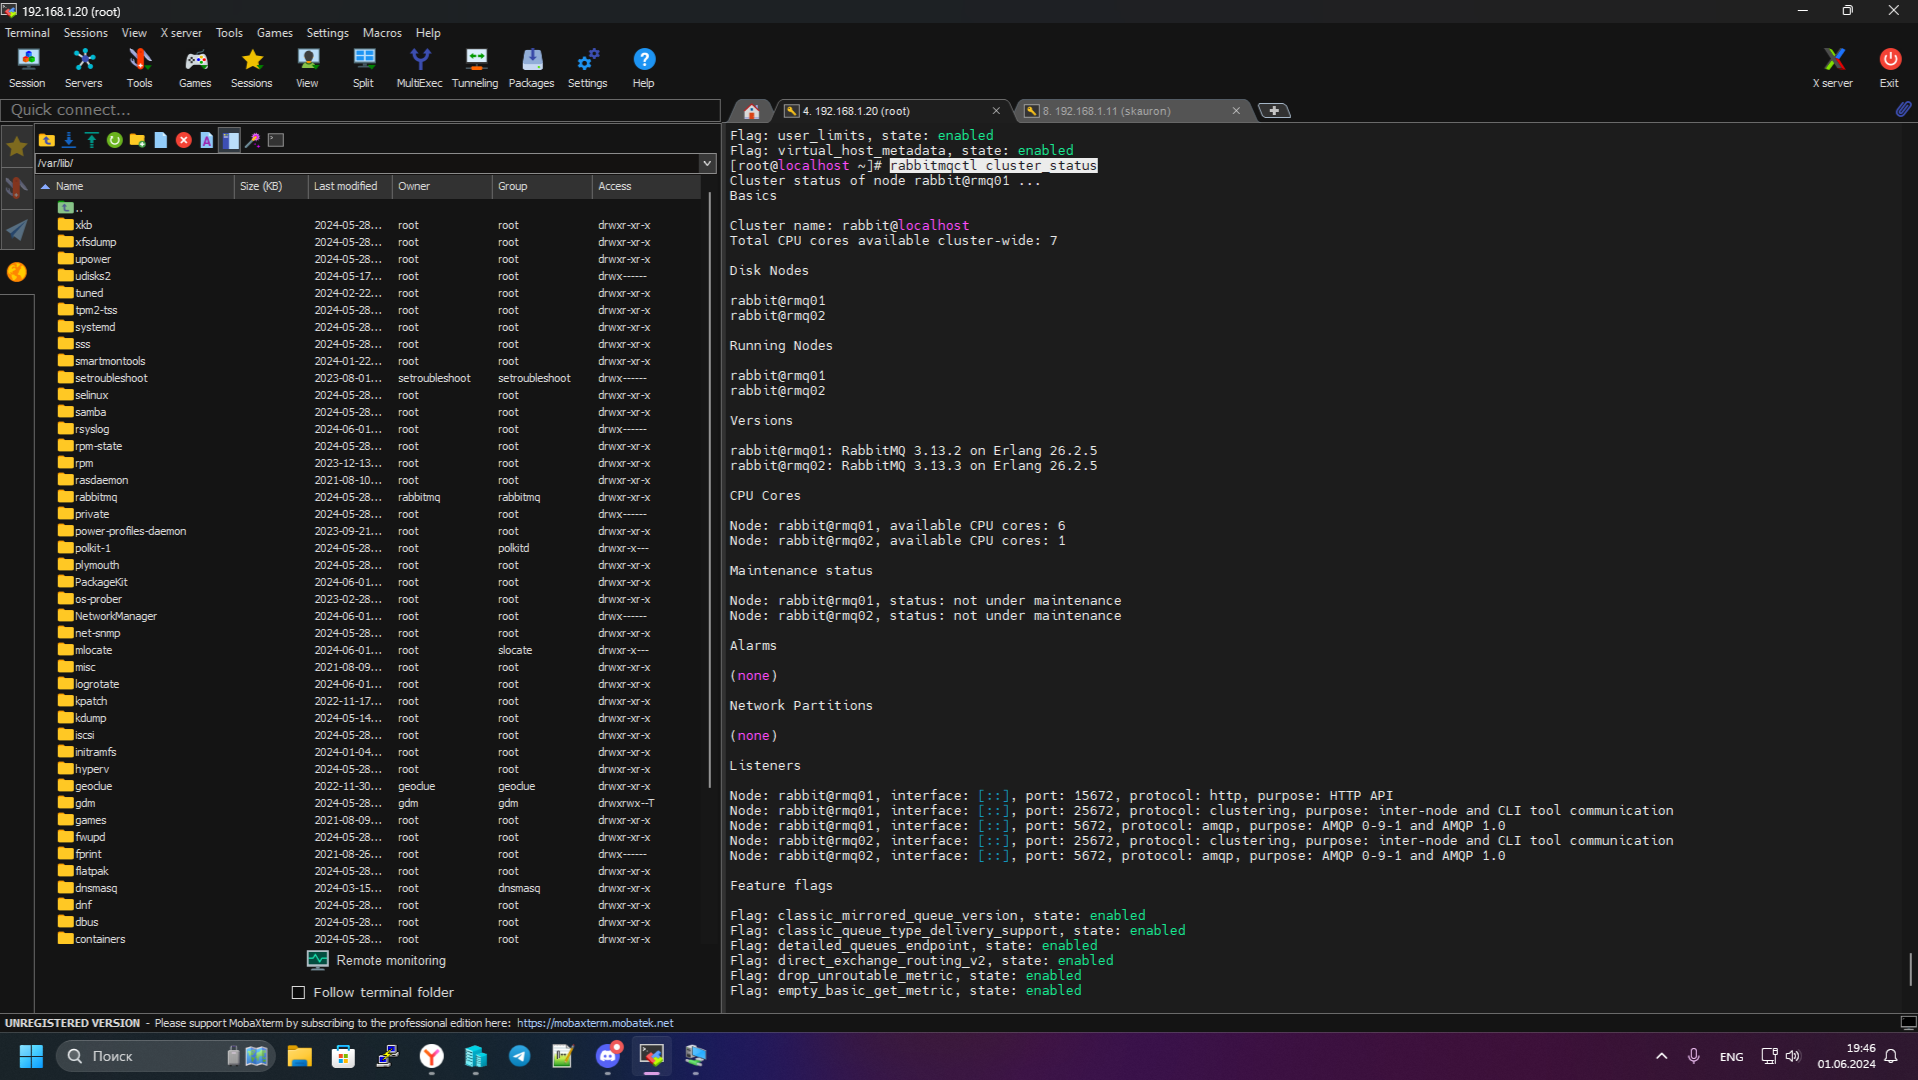 192.168.1.20 (root)
Terminal Sessions View X server Tools Games Settings Macros Help
Session Servers Tools Games Sessions View Split MultiExec Tunneling Packages Settings Help X server Exit
Quick connect...
4. 192.168.1.20 (root)
8. 192.168.1.11 (skauron)
/var/lib/
Name Size (KB) Last modified Owner Group Access
..
xkb 2024-05-28... root root drwxr-xr-x
xfsdump 2024-05-28... root root drwxr-xr-x
upower 2024-05-28... root root drwxr-xr-x
udisks2 2024-05-17... root root drwx------
tuned 2024-02-22... root root drwxr-xr-x
tpm2-tss 2024-05-28... root root drwxr-xr-x
systemd 2024-05-28... root root drwxr-xr-x
sss 2024-05-28... root root drwxr-xr-x
smartmontools 2024-01-22... root root drwxr-xr-x
setroubleshoot 2023-08-01... setroubleshoot setroubleshoot drwx------
selinux 2024-05-28... root root drwxr-xr-x
samba 2024-05-28... root root drwxr-xr-x
rsyslog 2024-06-01... root root drwx------
rpm-state 2024-05-28... root root drwxr-xr-x
rpm 2023-12-13... root root drwxr-xr-x
rasdaemon 2021-08-10... root root drwxr-xr-x
rabbitmq 2024-05-28... rabbitmq rabbitmq drwxr-xr-x
private 2024-05-28... root root drwx------
power-profiles-daemon 2023-09-21... root root drwxr-xr-x
polkit-1 2024-05-28... root polkitd drwxr-x---
plymouth 2024-05-28... root root drwxr-xr-x
PackageKit 2024-06-01... root root drwxr-xr-x
os-prober 2023-02-28... root root drwxr-xr-x
NetworkManager 2024-06-01... root root drwx------
net-snmp 2024-05-28... root root drwxr-xr-x
mlocate 2024-06-01... root slocate drwxr-x---
misc 2021-08-09... root root drwxr-xr-x
logrotate 2024-06-01... root root drwxr-xr-x
kpatch 2022-11-17... root root drwxr-xr-x
kdump 2024-05-14... root root drwxr-xr-x
iscsi 2024-05-28... root root drwxr-xr-x
initramfs 2024-01-04... root root drwxr-xr-x
hyperv 2024-05-28... root root drwxr-xr-x
geoclue 2022-11-30... geoclue geoclue drwxr-xr-x
gdm 2024-05-28... gdm gdm drwxrwx--T
games 2021-08-09... root root drwxr-xr-x
fwupd 2024-05-28... root root drwxr-xr-x
fprint 2021-08-26... root root drwx------
flatpak 2024-05-28... root root drwxr-xr-x
dnsmasq 2024-03-15... root dnsmasq drwxr-xr-x
dnf 2024-05-28... root root drwxr-xr-x
dbus 2024-05-28... root root drwxr-xr-x
containers 2024-05-28... root root drwxr-xr-x
Remote monitoring
Follow terminal folder
Flag: user_limits, state: enabled
Flag: virtual_host_metadata, state: enabled
[root@localhost ~]# rabbitmqctl cluster_status
Cluster status of node rabbit@rmq01 ...
Basics
Cluster name: rabbit@localhost
Total CPU cores available cluster-wide: 7
Disk Nodes
rabbit@rmq01
rabbit@rmq02
Running Nodes
rabbit@rmq01
rabbit@rmq02
Versions
rabbit@rmq01: RabbitMQ 3.13.2 on Erlang 26.2.5
rabbit@rmq02: RabbitMQ 3.13.3 on Erlang 26.2.5
CPU Cores
Node: rabbit@rmq01, available CPU cores: 6
Node: rabbit@rmq02, available CPU cores: 1
Maintenance status
Node: rabbit@rmq01, status: not under maintenance
Node: rabbit@rmq02, status: not under maintenance
Alarms
(none)
Network Partitions
(none)
Listeners
Node: rabbit@rmq01, interface: [::], port: 15672, protocol: http, purpose: HTTP API
Node: rabbit@rmq01, interface: [::], port: 25672, protocol: clustering, purpose: inter-node and CLI tool communication
Node: rabbit@rmq01, interface: [::], port: 5672, protocol: amqp, purpose: AMQP 0-9-1 and AMQP 1.0
Node: rabbit@rmq02, interface: [::], port: 25672, protocol: clustering, purpose: inter-node and CLI tool communication
Node: rabbit@rmq02, interface: [::], port: 5672, protocol: amqp, purpose: AMQP 0-9-1 and AMQP 1.0
Feature flags
Flag: classic_mirrored_queue_version, state: enabled
Flag: classic_queue_type_delivery_support, state: enabled
Flag: detailed_queues_endpoint, state: enabled
Flag: direct_exchange_routing_v2, state: enabled
Flag: drop_unroutable_metric, state: enabled
Flag: empty_basic_get_metric, state: enabled
UNREGISTERED VERSION - Please support MobaXterm by subscribing to the professional edition here: https://mobaxterm.mobatek.net
Поиск
ENG
19:46
01.06.2024